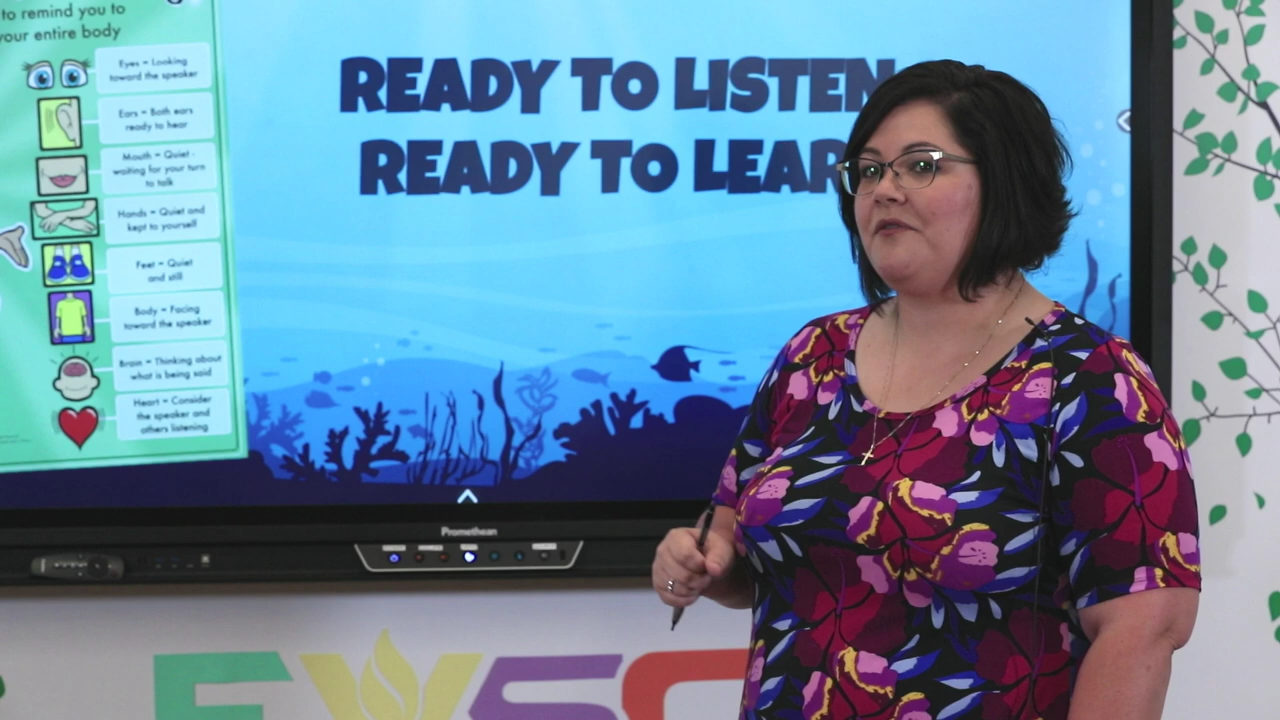 to remind you to
your entire body
Eyes = Looking
toward the speaker
Ears = Both ears
ready to hear
Mouth = Quiet -
waiting for your turn
to talk
Hands = Quiet and
kept to yourself
Feet = Quiet
and still
Body = Facing
toward the speaker
Brain = Thinking about
what is being said
Heart = Consider
the speaker and
others listening
READY TO LISTEN
READY TO LEAR
Promethean